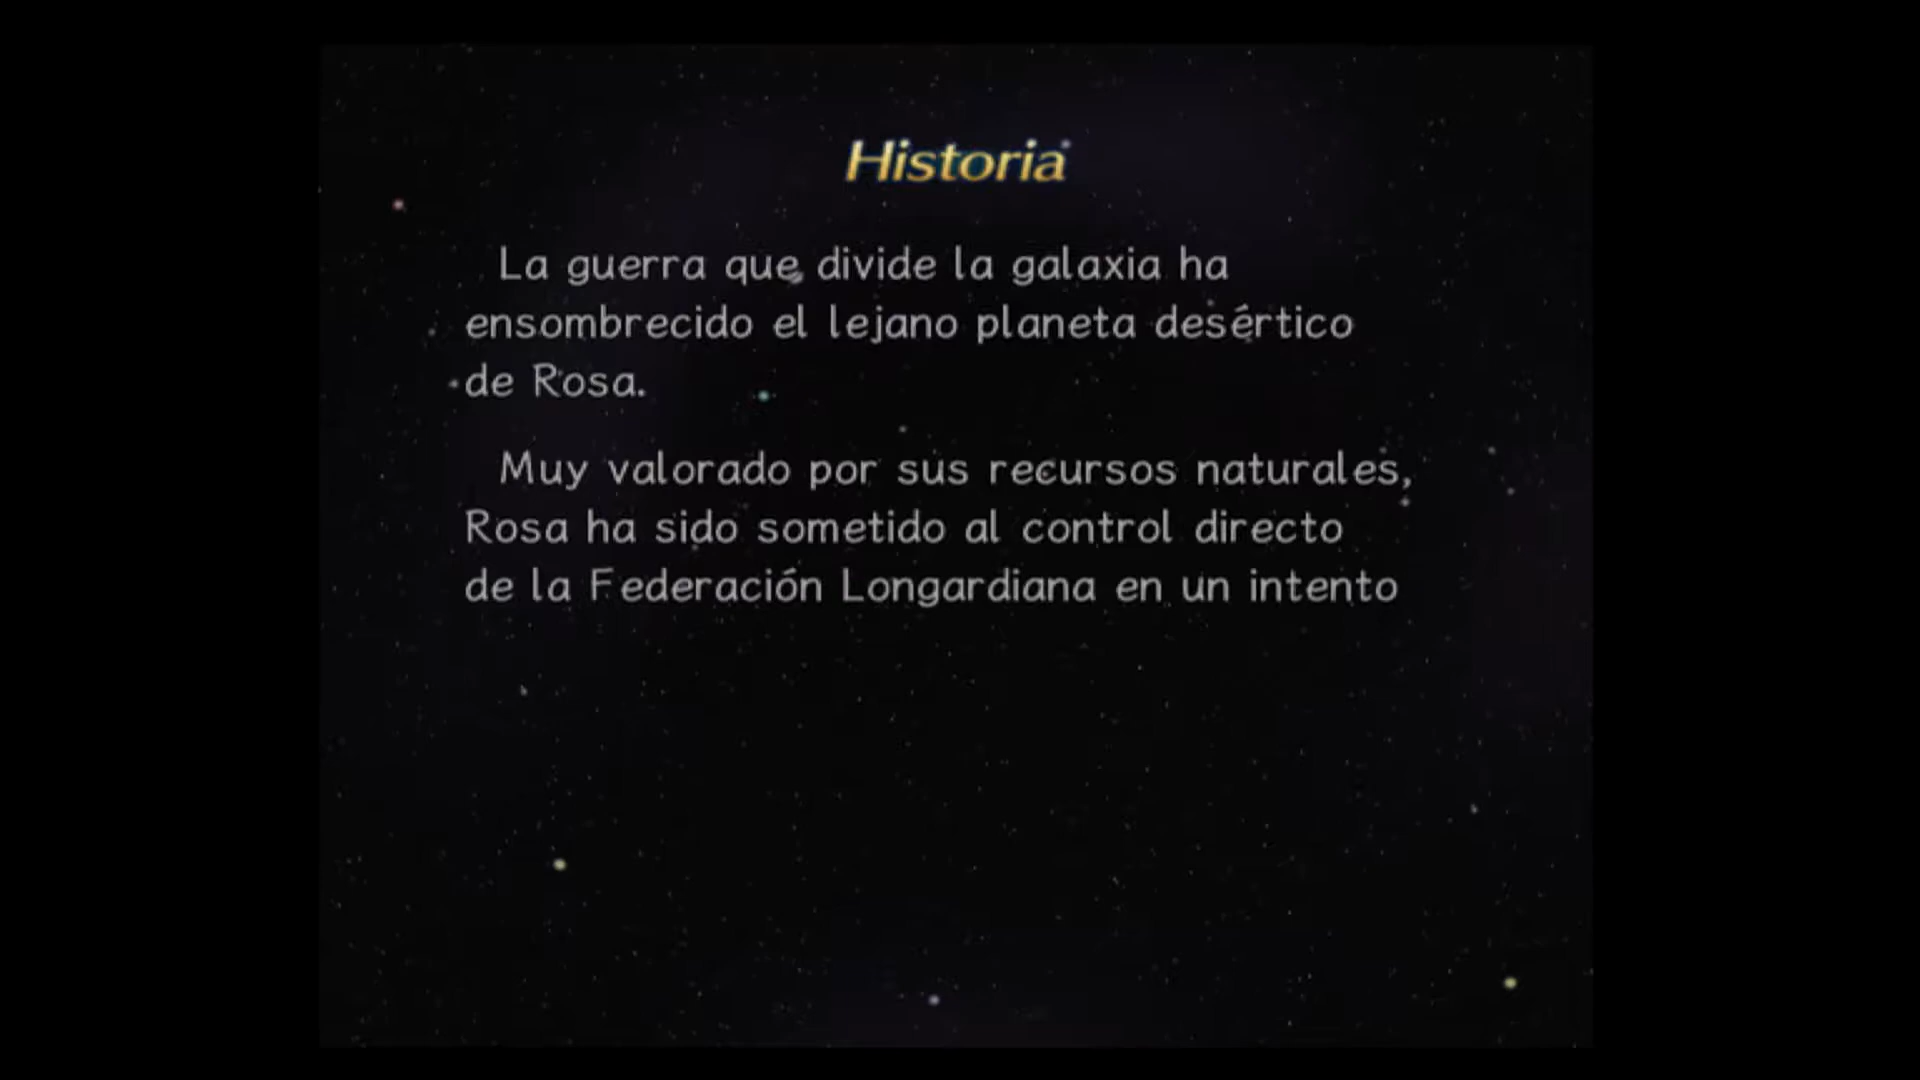 Historia
La guerra que divide la galaxia ha
ensombrecido el lejano planeta desértico
de Rosa.
Muy valorado por sus recursos naturales,
Rosa ha sido sometido al control directo
de la Federación Longardiana en un intento